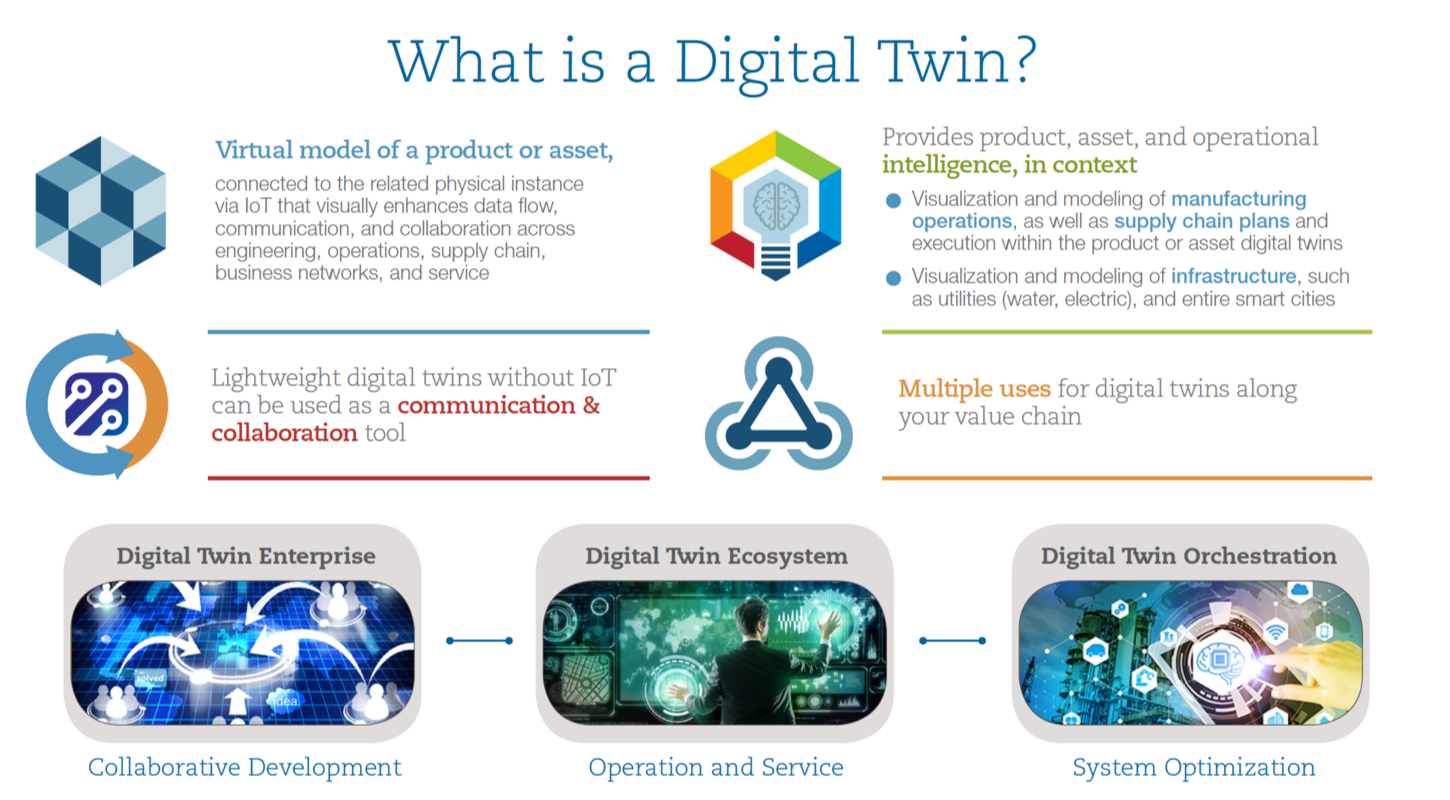 What is a Digital Twin?
Virtual model of a product or asset,
connected to the related physical instance
via IoT that visually enhances data flow,
communication, and collaboration across
engineering, operations, supply chain,
business networks, and service
Provides product, asset, and operational
intelligence, in context
Visualization and modeling of manufacturing
operations, as well as supply chain plans and
execution within the product or asset digital twins
Visualization and modeling of infrastructure, such
as utilities (water, electric), and entire smart cities
Lightweight digital twins without IoT
can be used as a communication &
collaboration tool
Multiple uses for digital twins along
your value chain
Digital Twin Enterprise
solved
idea
Collaborative Development
Digital Twin Ecosystem
Operation and Service
Digital Twin Orchestration
System Optimization